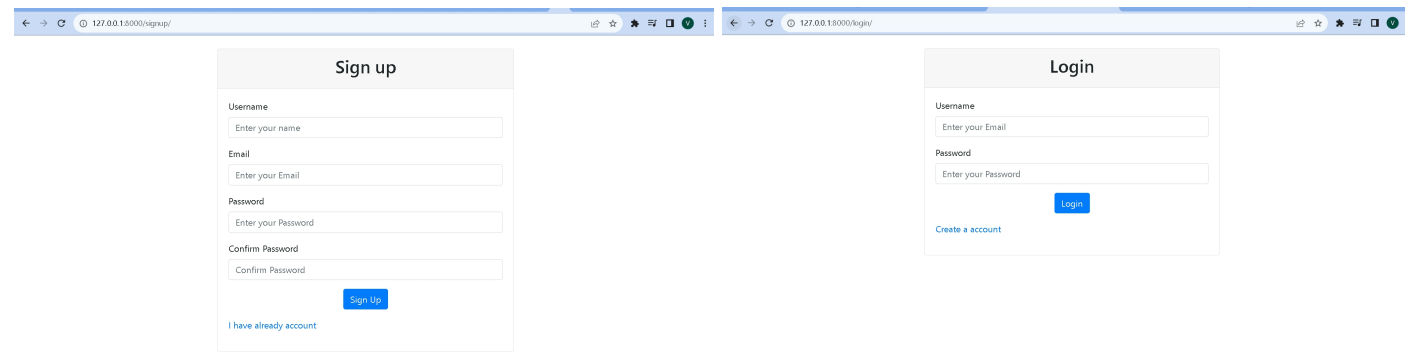 127.0.0.1:8000/signup/
V
Sign up
Username
Enter your name
Email
Enter your Email
Password
Enter your Password
Confirm Password
Confirm Password
Sign Up
I have already account
127.0.0.1:8000/login/
V
Login
Username
Enter your Email
Password
Enter your Password
Login
Create a account